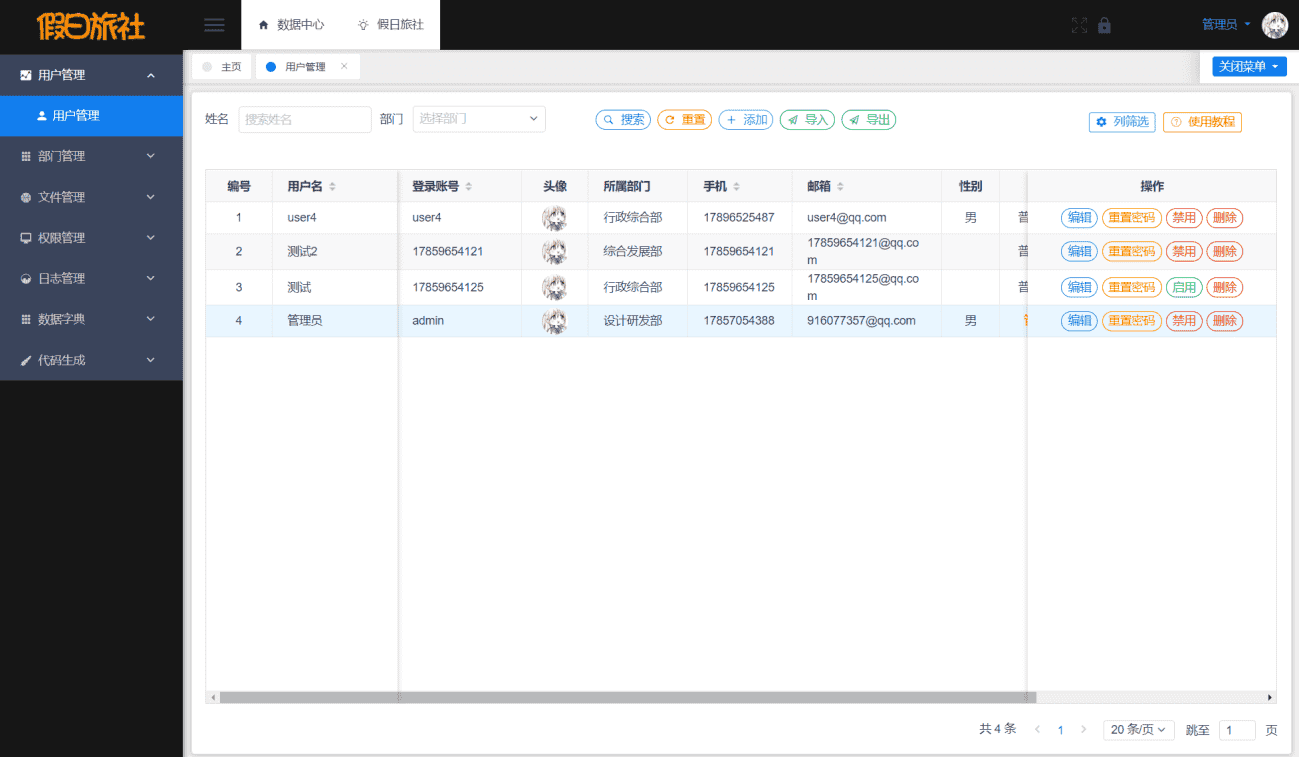 假日旅社
数据中心
假日旅社
管理员
用户管理
用户管理
部门管理
文件管理
权限管理
日志管理
数据字典
代码生成
主页
用户管理
关闭菜单
姓名 搜索姓名 部门 选择部门 搜索 重置 添加 导入 导出 列筛选 使用教程
编号 用户名 登录账号 头像 所属部门 手机 邮箱 性别 操作
1 user4 user4 行政综合部 17896525487 user4@qq.com 男 普 编辑 重置密码 禁用 删除
2 测试2 17859654121 综合发展部 17859654121 17859654121@qq.co 普 编辑 重置密码 禁用 删除
m
3 测试 17859654125 行政综合部 17859654125 17859654125@qq.co 普 编辑 重置密码 启用 删除
m
4 管理员 admin 设计研发部 17857054388 916077357@qq.com 男 编辑 重置密码 禁用 删除
共 4 条 1 20 条/页 跳至 1 页